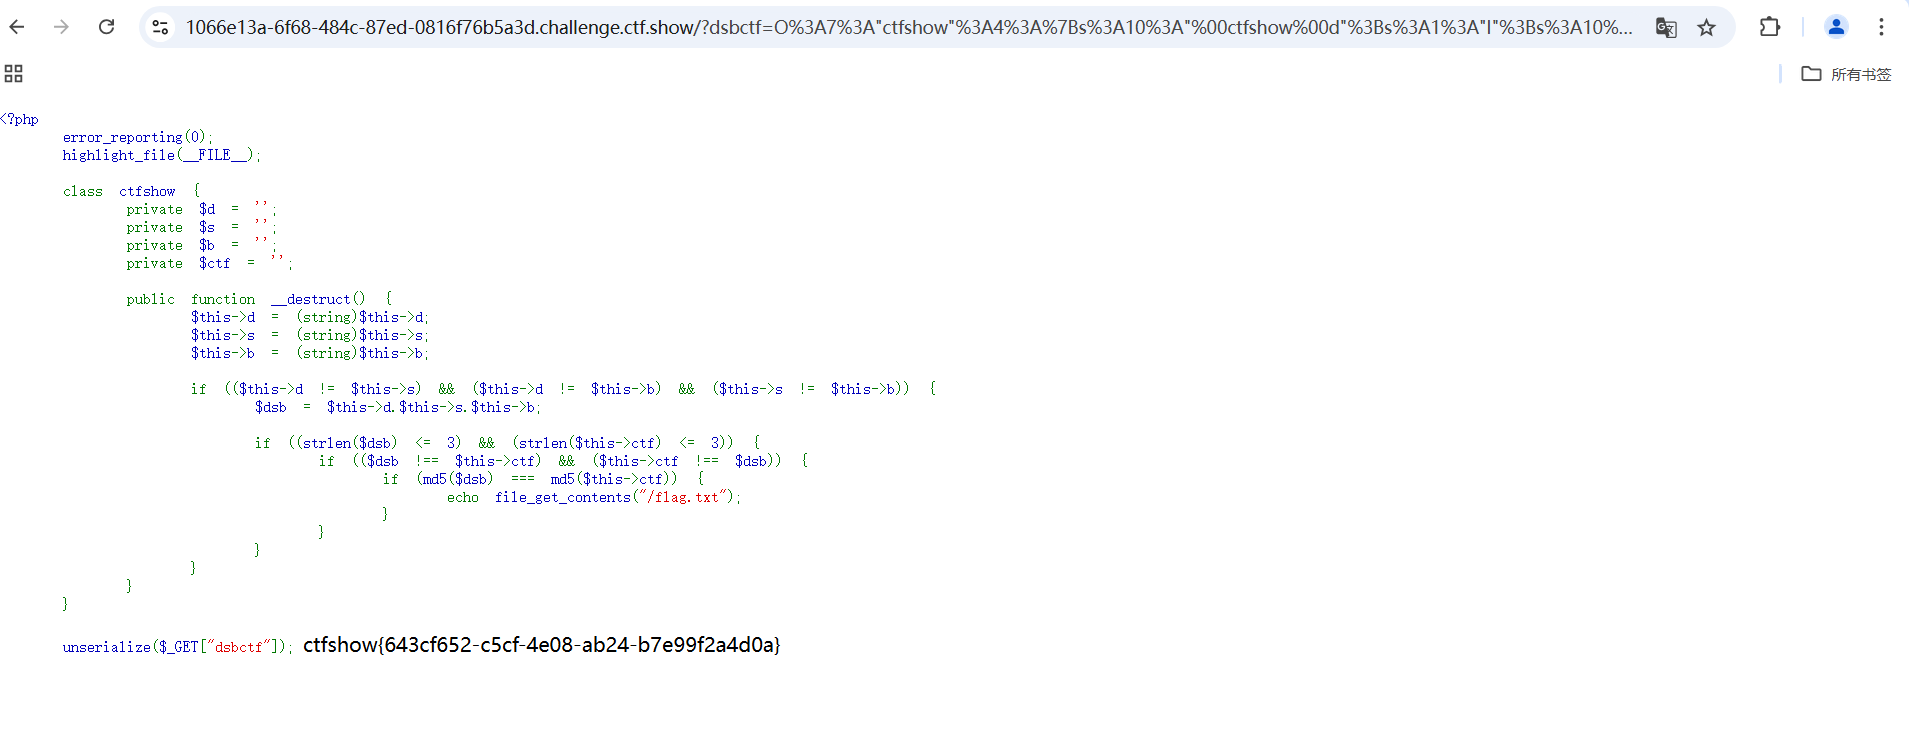 1066e13a-6f68-484c-87ed-0816f76b5a3d.challenge.ctf.show/?dsbctf=O%3A7%3A"ctfshow"%3A4%3A%7Bs%3A10%3A"%00ctfshow%00d"%3Bs%3A1%3A"I"%3Bs%3A10%...
所有书签
<?php
error_reporting(0);
highlight_file(__FILE__);
class ctfshow {
private $d = '';
private $s = '';
private $b = '';
private $ctf = '';
public function __destruct() {
$this->d = (string)$this->d;
$this->s = (string)$this->s;
$this->b = (string)$this->b;
if (($this->d != $this->s) && ($this->d != $this->b) && ($this->s != $this->b)) {
$dsb = $this->d.$this->s.$this->b;
if ((strlen($dsb) <= 3) && (strlen($this->ctf) <= 3)) {
if (($dsb !== $this->ctf) && ($this->ctf !== $dsb)) {
if (md5($dsb) === md5($this->ctf)) {
echo file_get_contents("/flag.txt");
}
}
}
}
}
}
unserialize($_GET["dsbctf"]); ctfshow{643cf652-c5cf-4e08-ab24-b7e99f2a4d0a}